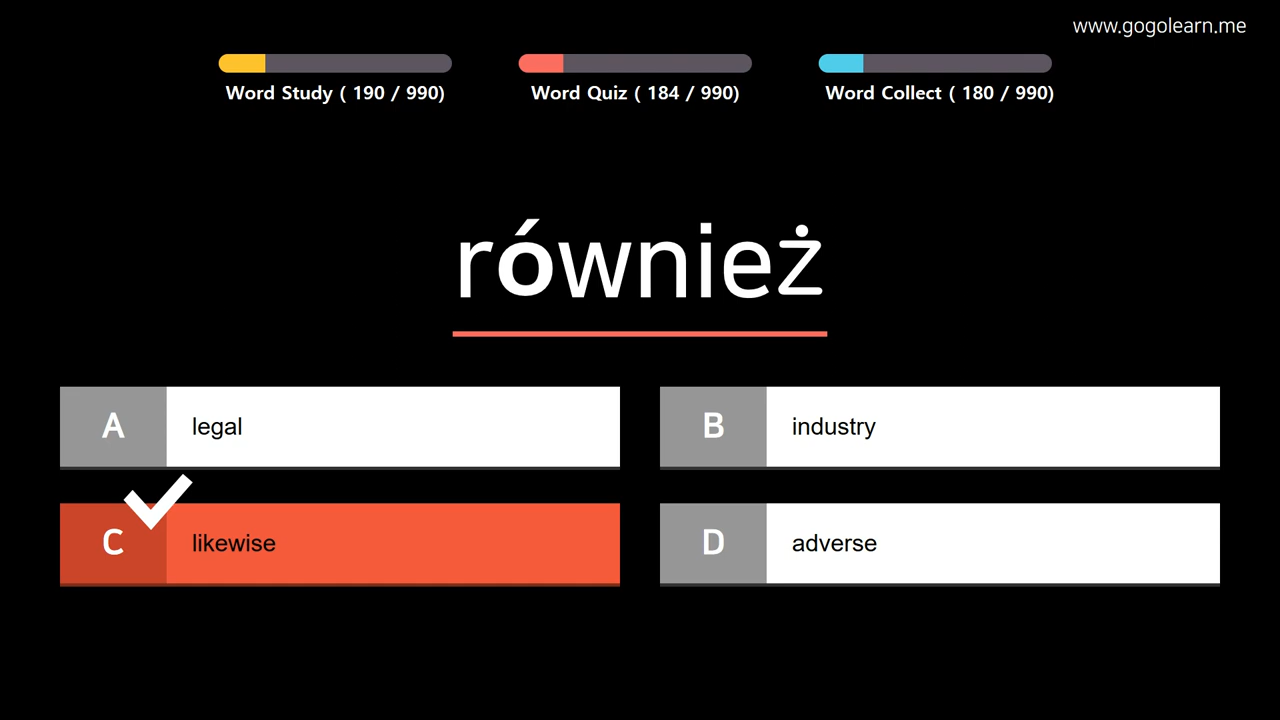 www.gogolearn.me
Word Study ( 190 / 990)
Word Quiz ( 184 / 990)
Word Collect ( 180 / 990)
również
A legal
B industry
C likewise
D adverse